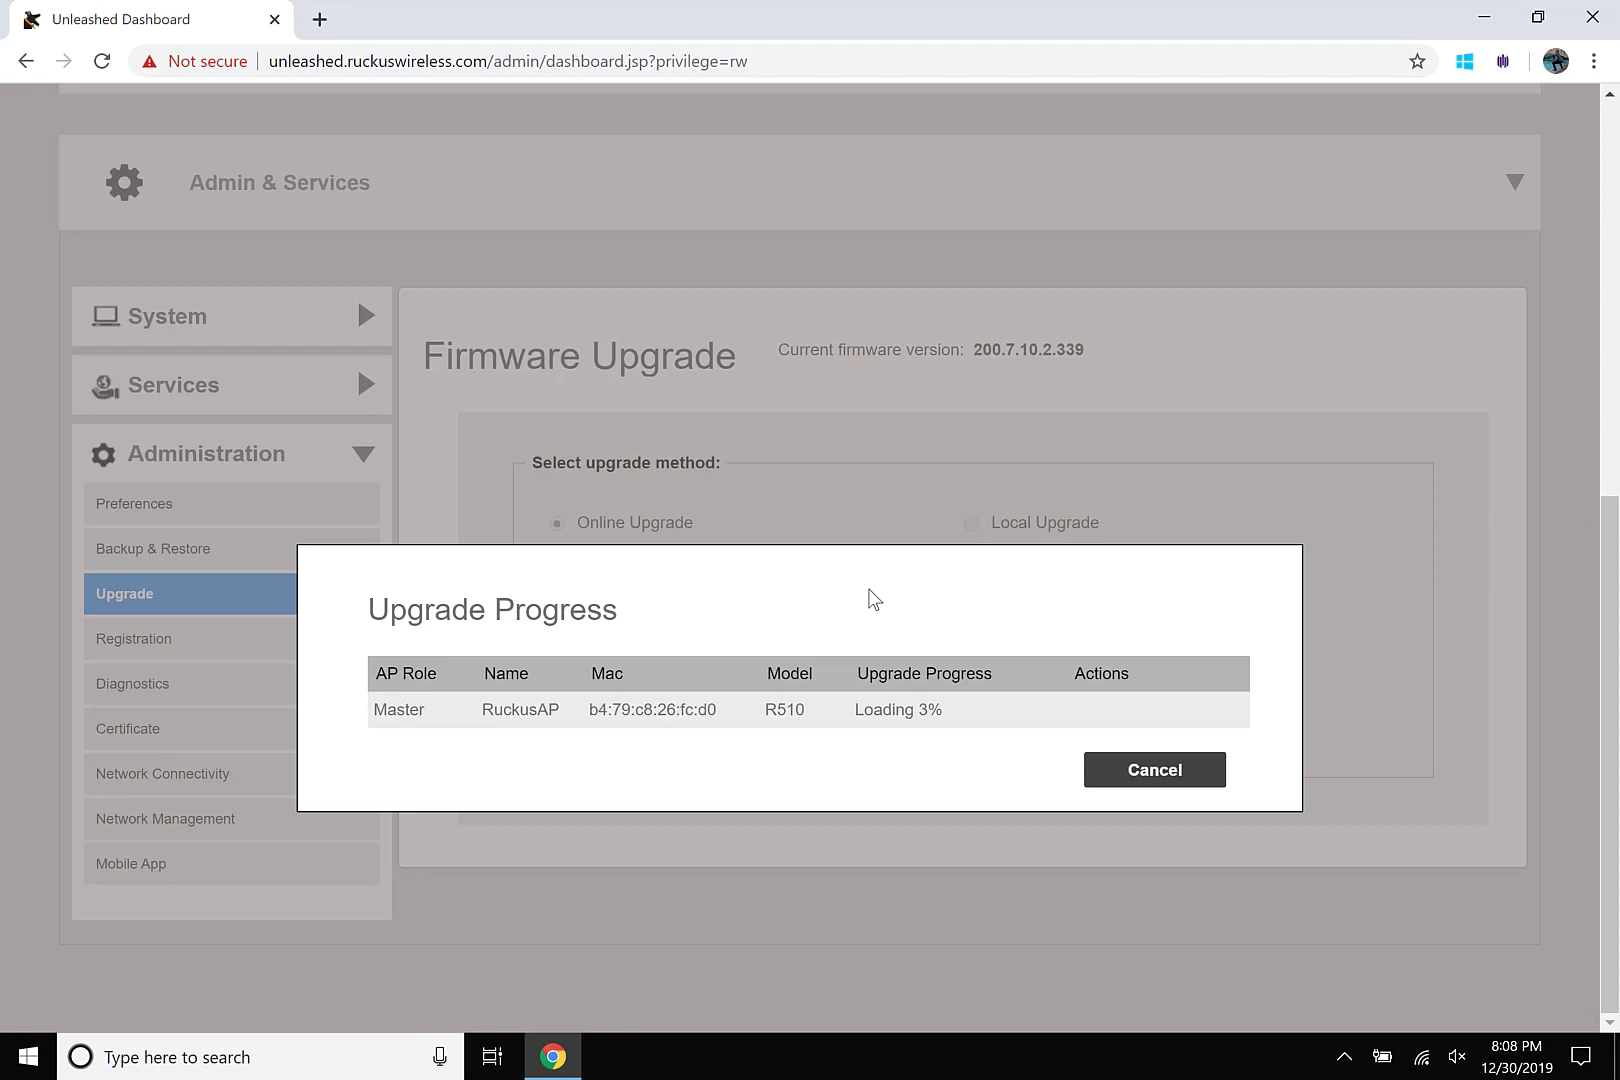 Unleashed Dashboard
Not secure
unleashed.ruckuswireless.com/admin/dashboard.jsp?privilege=rw
Admin & Services
System
Services
Administration
Preferences
Backup & Restore
Upgrade
Registration
Diagnostics
Certificate
Network Connectivity
Network Management
Mobile App
Firmware Upgrade
Current firmware version: 200.7.10.2.339
Select upgrade method:
Online Upgrade
Local Upgrade
Upgrade Progress
AP Role Name Mac Model Upgrade Progress Actions
Master RuckusAP b4:79:c8:26:fc:d0 R510 Loading 3%
Cancel
Type here to search
8:08 PM
12/30/2019